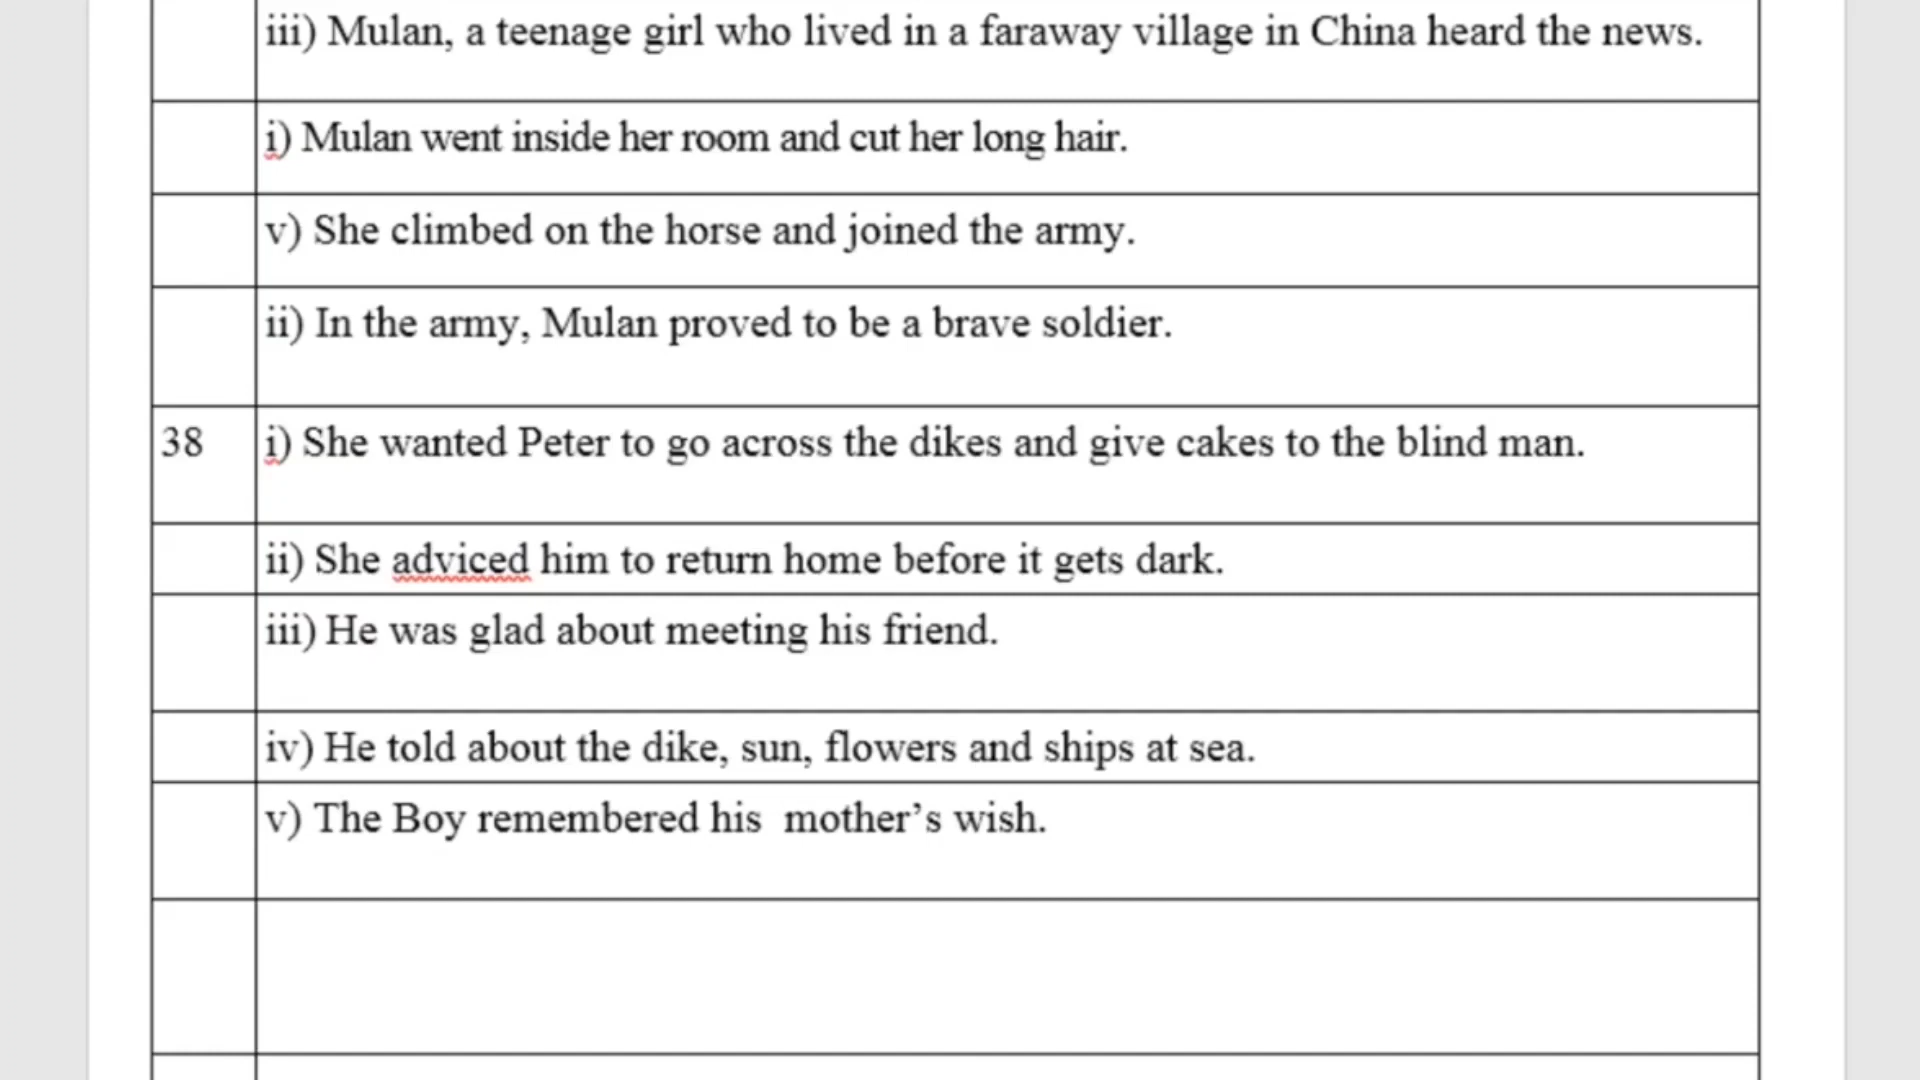 iii) Mulan, a teenage girl who lived in a faraway village in China heard the news.
i) Mulan went inside her room and cut her long hair.
v) She climbed on the horse and joined the army.
ii) In the army, Mulan proved to be a brave soldier.
38 i) She wanted Peter to go across the dikes and give cakes to the blind man.
ii) She adviced him to return home before it gets dark.
iii) He was glad about meeting his friend.
iv) He told about the dike, sun, flowers and ships at sea.
v) The Boy remembered his  mother’s wish.